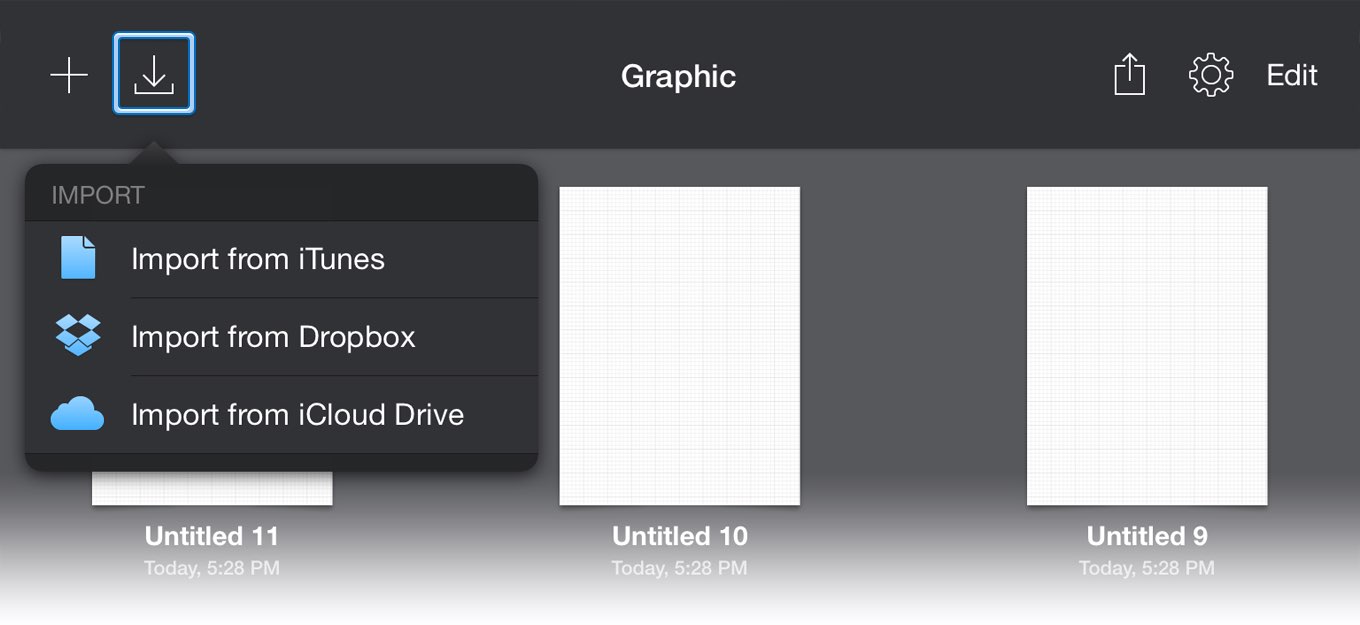 Graphic
Edit
IMPORT
Import from iTunes
Import from Dropbox
Import from iCloud Drive
Untitled 11
Today, 5:28 PM
Untitled 10
Today, 5:28 PM
Untitled 9
Today, 5:28 PM